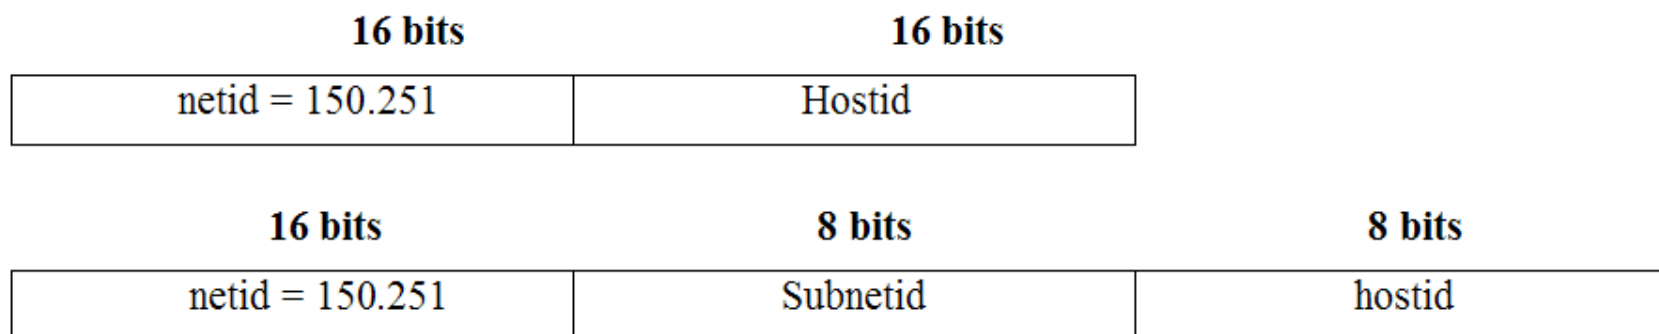 16 bits 16 bits
netid = 150.251 Hostid
16 bits 8 bits 8 bits
netid = 150.251 Subnetid hostid